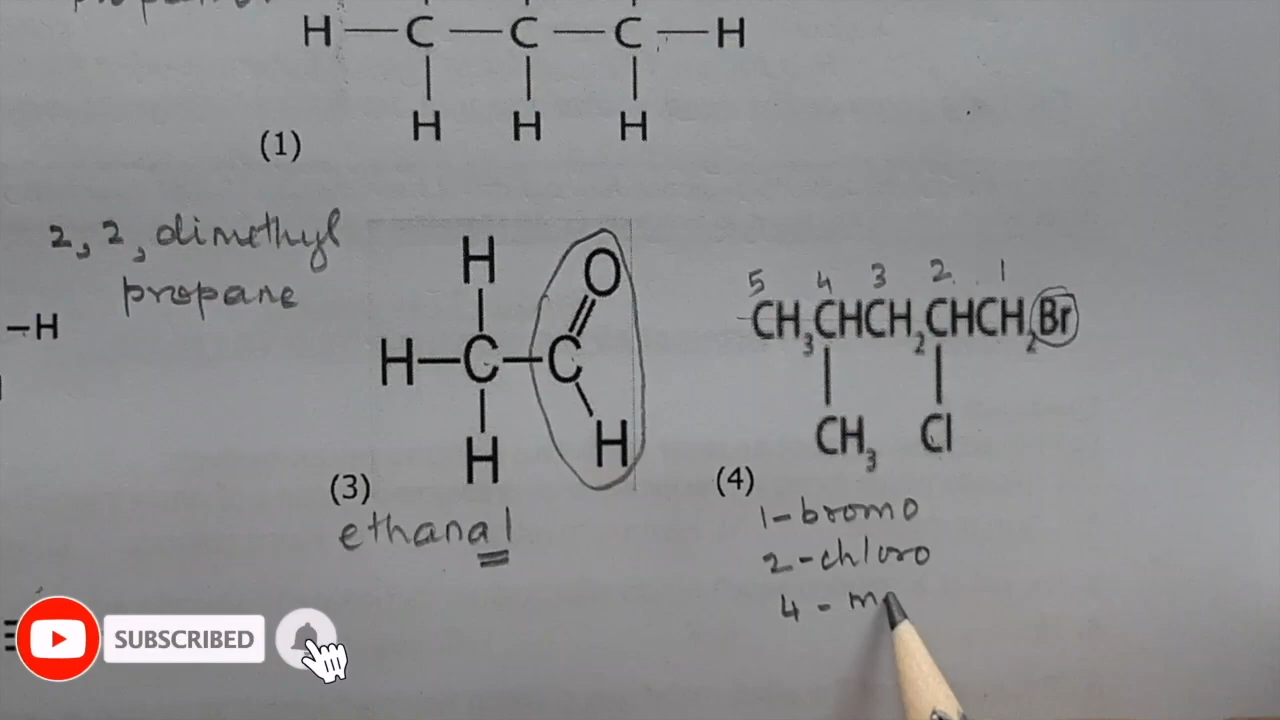 H—C—C—C—H
H H H
(1)
2, 2, dimethyl
propane
–H
H O
H—C—C
H H
(3)
ethanal
5 4 3 2 1
CH3CHCH2CHCH2Br
CH3 Cl
(4)
1-bromo
2-chloro
4-m
SUBSCRIBED